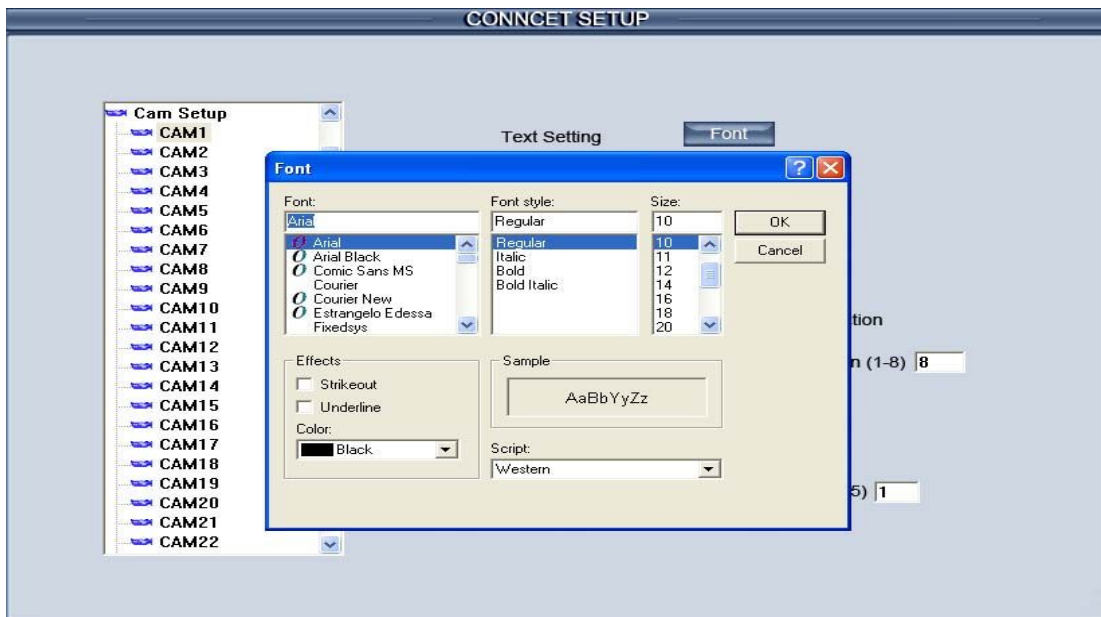 CONNCET SETUP
Cam Setup
CAM1
CAM2
CAM3
CAM4
CAM5
CAM6
CAM7
CAM8
CAM9
CAM10
CAM11
CAM12
CAM13
CAM14
CAM15
CAM16
CAM17
CAM18
CAM19
CAM20
CAM21
CAM22
Text Setting
Font
Font
Font:
Arial
Arial
Arial Black
Comic Sans MS
Courier
Courier New
Estrangelo Edessa
Fixedsys
Font style:
Regular
Regular
Italic
Bold
Bold Italic
Size:
10
10
11
12
14
16
18
20
OK
Cancel
Effects
Strikeout
Underline
Color:
Black
Sample
AaBbYyZz
Script:
Western
tion
n (1-8) 8
5) 1